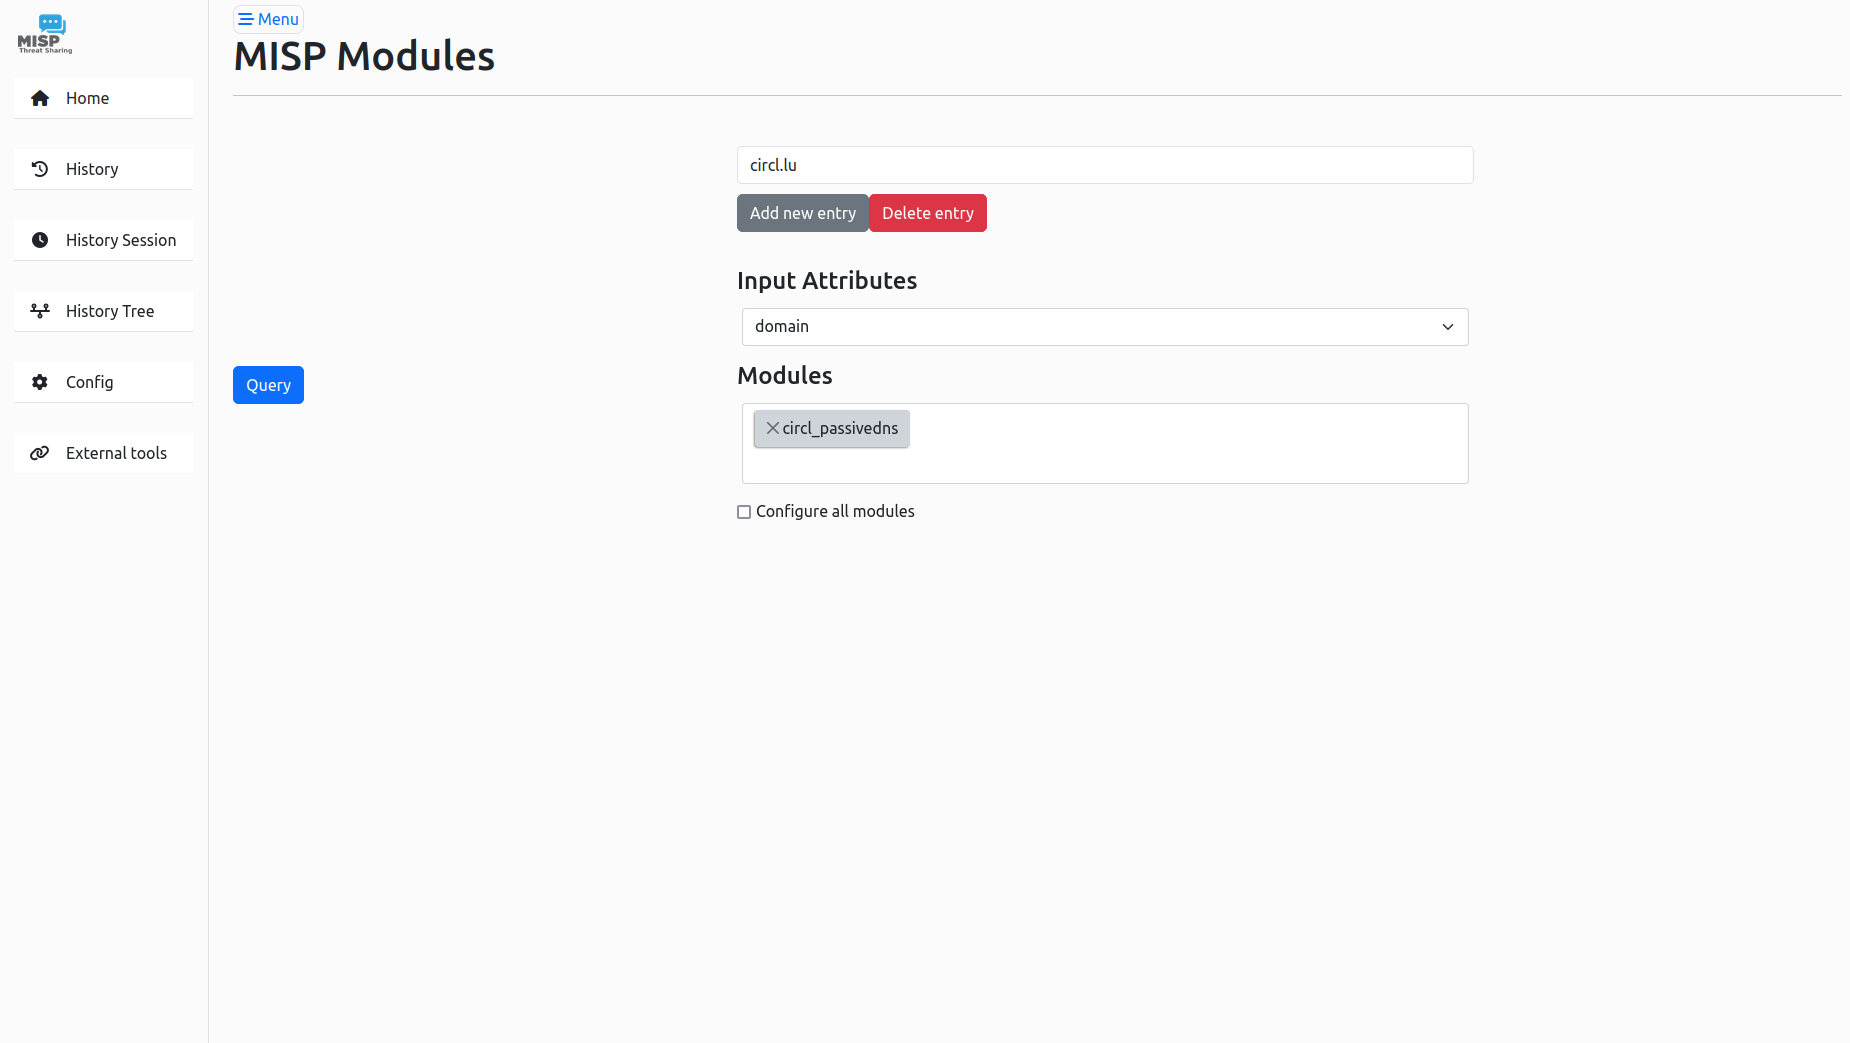 MISP
Threat Sharing
Home
History
History Session
History Tree
Config
External tools
Menu
MISP Modules
Query
circl.lu
Add new entry
Delete entry
Input Attributes
domain
Modules
circl_passivedns
Configure all modules